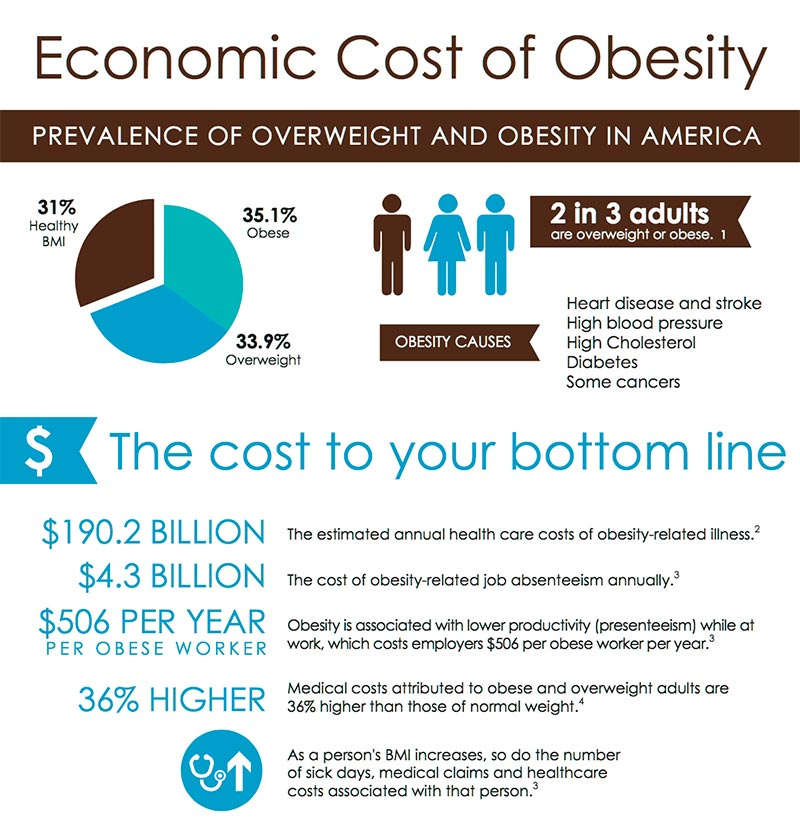 Economic Cost of Obesity
PREVALENCE OF OVERWEIGHT AND OBESITY IN AMERICA
31%
Healthy
BMI
35.1%
Obese
33.9%
Overweight
2 in 3 adults
are overweight or obese. 1
OBESITY CAUSES
Heart disease and stroke
High blood pressure
High Cholesterol
Diabetes
Some cancers
$ The cost to your bottom line
$190.2 BILLION
The estimated annual health care costs of obesity-related illness.²
$4.3 BILLION
The cost of obesity-related job absenteeism annually.³
$506 PER YEAR
PER OBESE WORKER
Obesity is associated with lower productivity (presenteeism) while at
work, which costs employers $506 per obese worker per year.³
36% HIGHER
Medical costs attributed to obese and overweight adults are
36% higher than those of normal weight.⁴
As a person's BMI increases, so do the number
of sick days, medical claims and healthcare
costs associated with that person.³